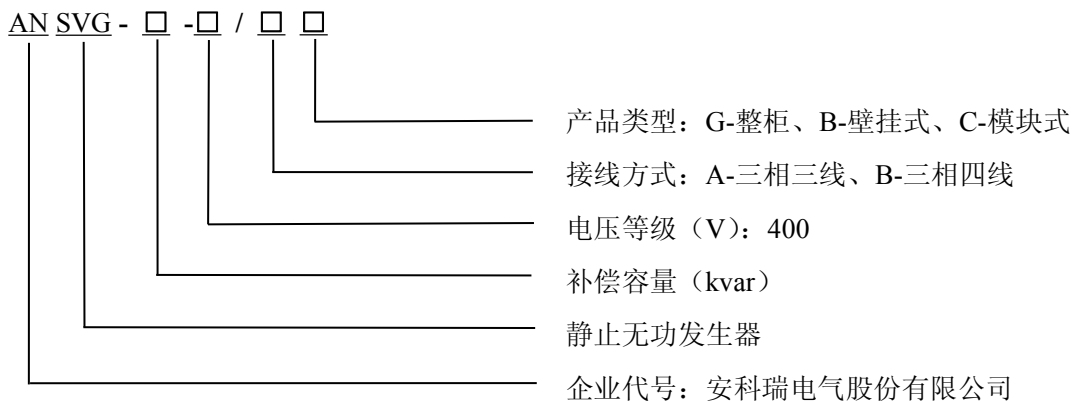 AN SVG - □ -□ / □ □
产品类型：G-整柜、B-壁挂式、C-模块式
接线方式：A-三相三线、B-三相四线
电压等级（V）：400
补偿容量（kvar）
静止无功发生器
企业代号：安科瑞电气股份有限公司